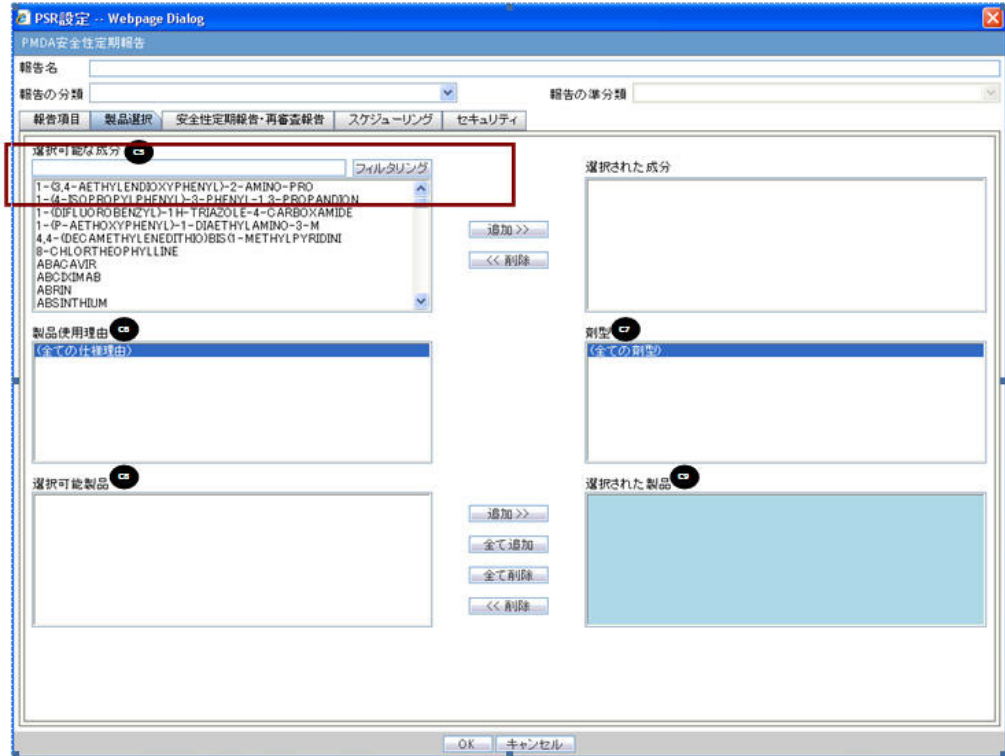 PSR設定 -- Webpage Dialog
PMDA安全性定期報告
報告名
報告の分類 報告の準分類
報告項目 製品選択 安全性定期報告・再審査報告 スケジューリング セキュリティ
選択可能な成分 C5
フィルタリング 選択された成分
1-(3,4-AETHYLENDIOXYPHENYL)-2-AMINO-PRO
1-(4-ISOPROPYLPHENYL)-3-PHENYL-1,3-PROPANDION
1-(DIFLUOROBENZYL)-1H-TRIAZOLE-4-CARBOXAMIDE
1-(P-AETHOXYPHENYL)-1-DIAETHYLAMINO-3-M
4,4-(DECAMETHYLENEDITHIO)BIS(1-METHYLPYRIDINI
8-CHLORTHEOPHYLLINE
ABACAVIR
ABCIXIMAB
ABRIN
ABSINTHIUM
追加 >>
<< 削除
製品使用理由 C6 剤型 C7
(全ての仕様理由) (全ての剤型)
選択可能製品 選択された製品 C9
追加 >>
全て追加
全て削除
<< 削除
OK キャンセル